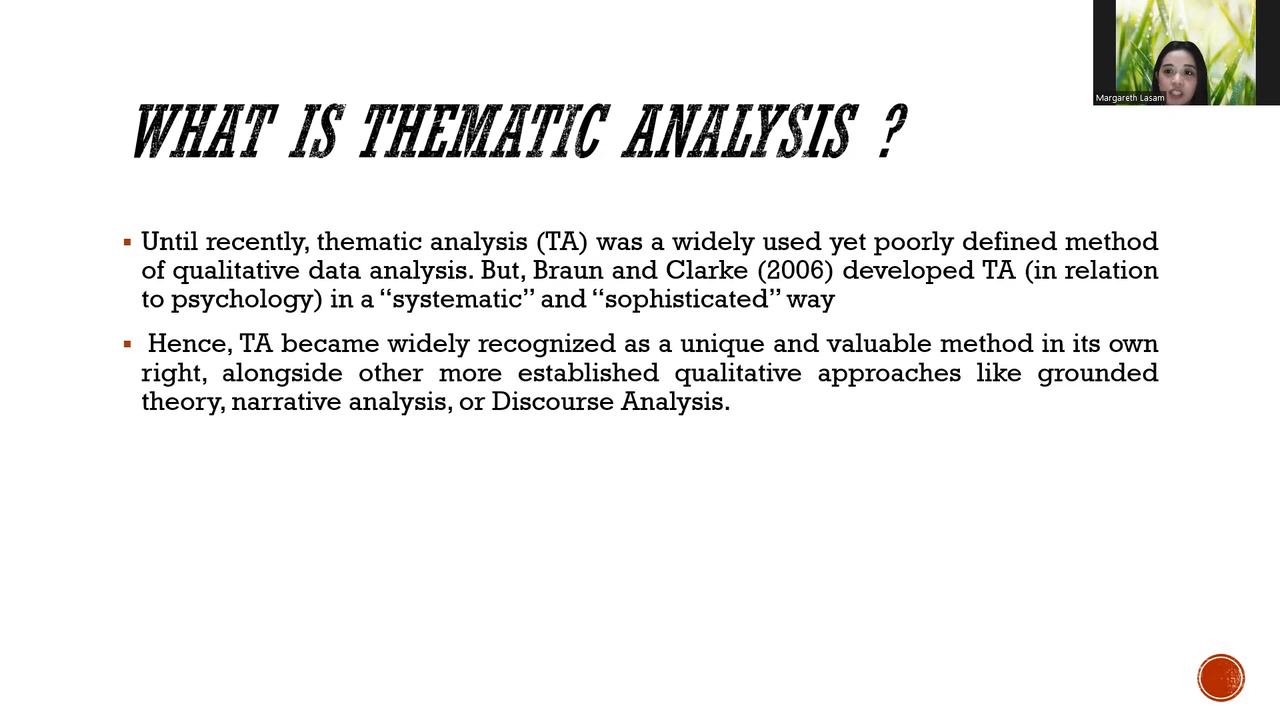 Margareth Lasam
WHAT IS THEMATIC ANALYSIS ?
Until recently, thematic analysis (TA) was a widely used yet poorly defined method
of qualitative data analysis. But, Braun and Clarke (2006) developed TA (in relation
to psychology) in a “systematic” and “sophisticated” way
Hence, TA became widely recognized as a unique and valuable method in its own
right, alongside other more established qualitative approaches like grounded
theory, narrative analysis, or Discourse Analysis.